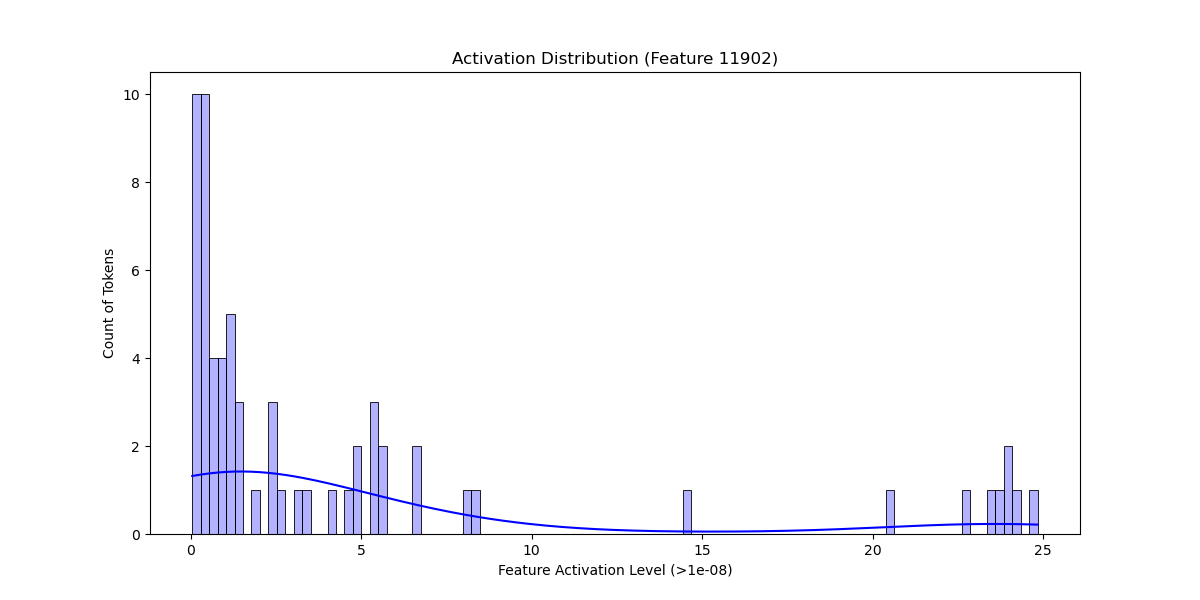 Activation Distribution (Feature 11902)
Count of Tokens
10
8
6
4
2
0
0 5 10 15 20 25
Feature Activation Level (>1e-08)